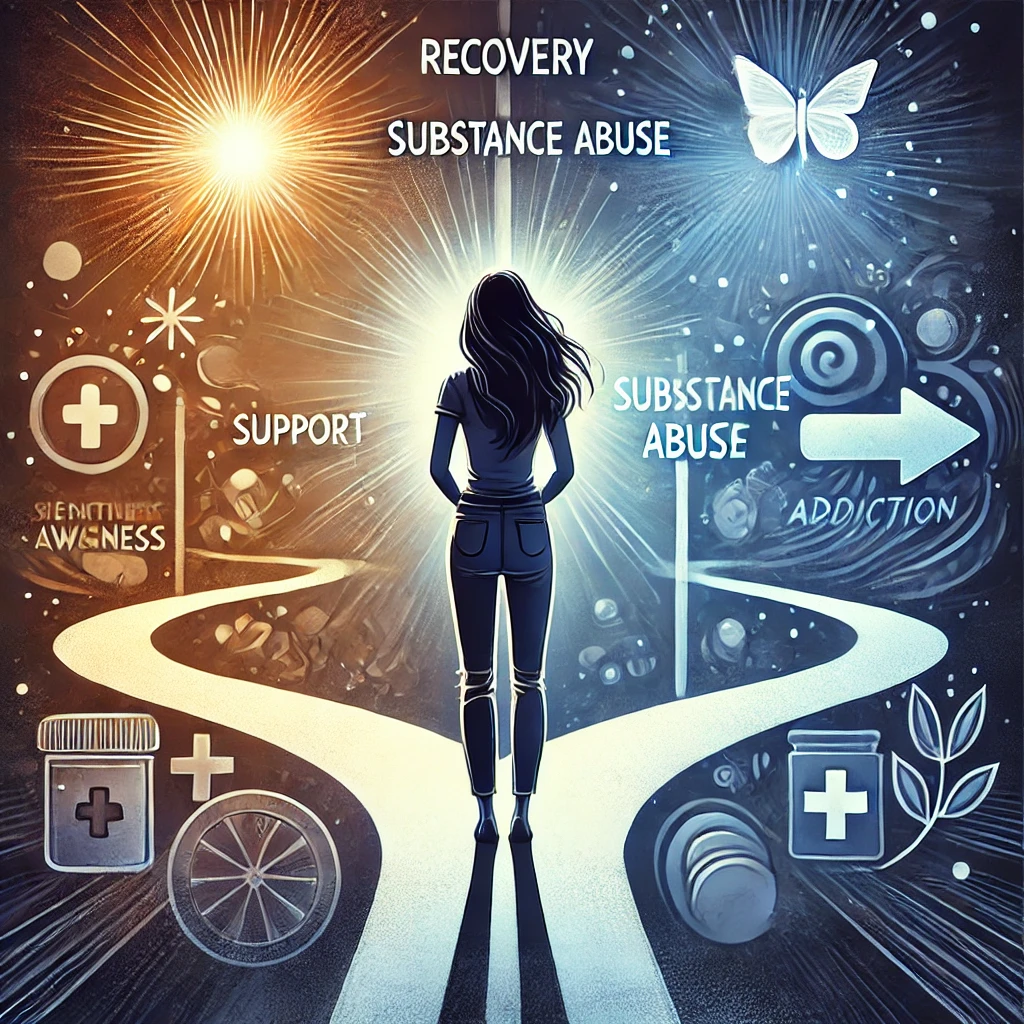 RECOVERY
SUBSTANCE ABUSE
SUPPORT
SUBSSTANCE
ABUSE
ADDICTION
AWGNESS